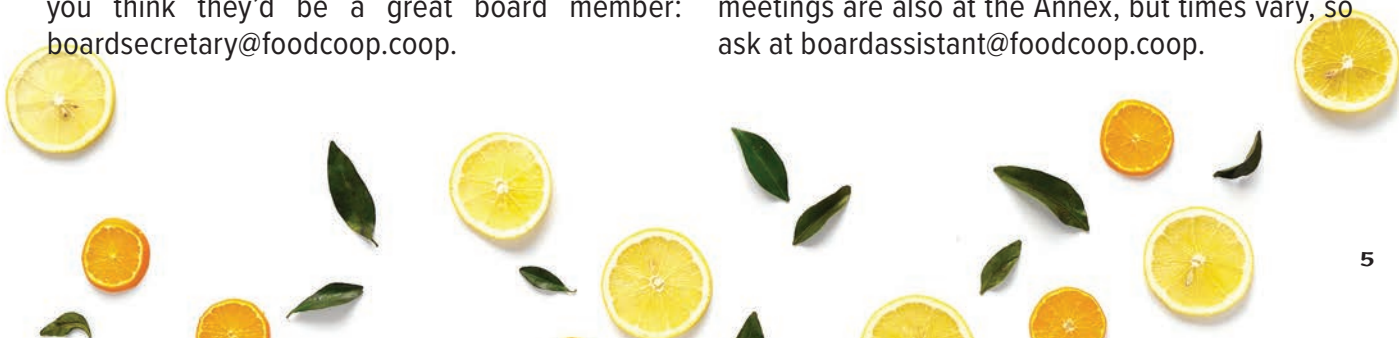 you think they'd be a great board member:
boardsecretary@foodcoop.coop.
meetings are also at the Annex, but times vary, so
ask at boardassistant@foodcoop.coop.
5